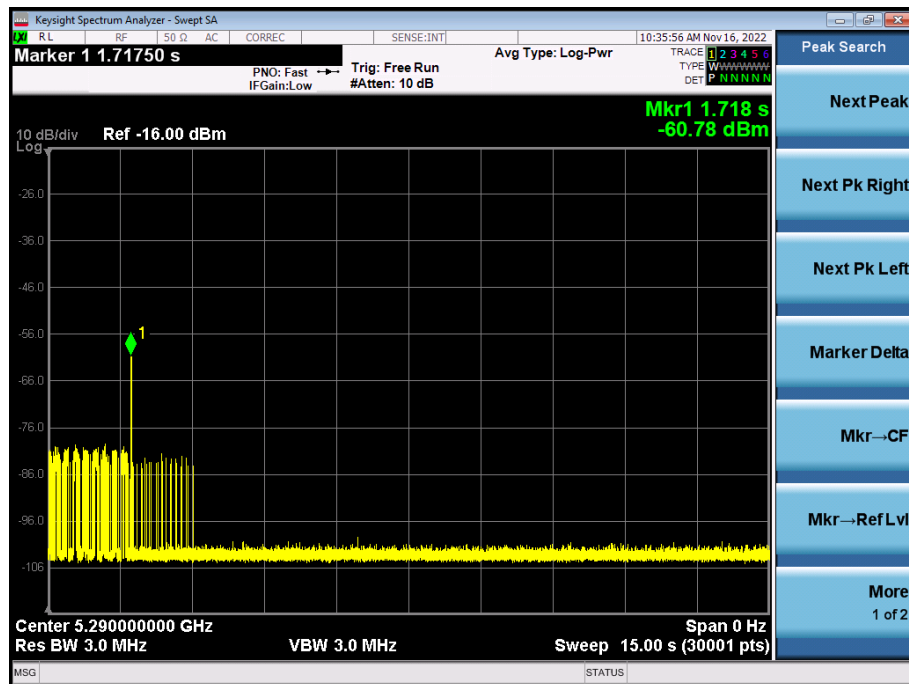 Keysight Spectrum Analyzer - Swept SA
LXI RL RF 50 Ω AC CORREC SENSE:INT 10:35:56 AM Nov 16, 2022
Marker 1 1.71750 s
PNO: Fast
IFGain:Low
Trig: Free Run
#Atten: 10 dB
Avg Type: Log-Pwr
TRACE 1 2 3 4 5 6
TYPE WWWWWWW
DET P N N N N N
Mkr1 1.718 s
-60.78 dBm
10 dB/div Ref -16.00 dBm
Log
-26.0
-36.0
-46.0
-56.0
1
-66.0
-76.0
-86.0
-96.0
-106
Center 5.290000000 GHz Span 0 Hz
Res BW 3.0 MHz VBW 3.0 MHz Sweep 15.00 s (30001 pts)
MSG STATUS
Peak Search
Next Peak
Next Pk Right
Next Pk Left
Marker Delta
Mkr→CF
Mkr→Ref Lvl
More
1 of 2